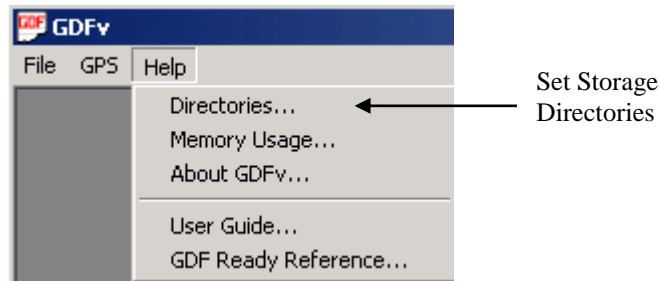 GDF GDFv
File GPS Help
Directories...
Memory Usage...
About GDFv...
User Guide...
GDF Ready Reference...
Set Storage
Directories